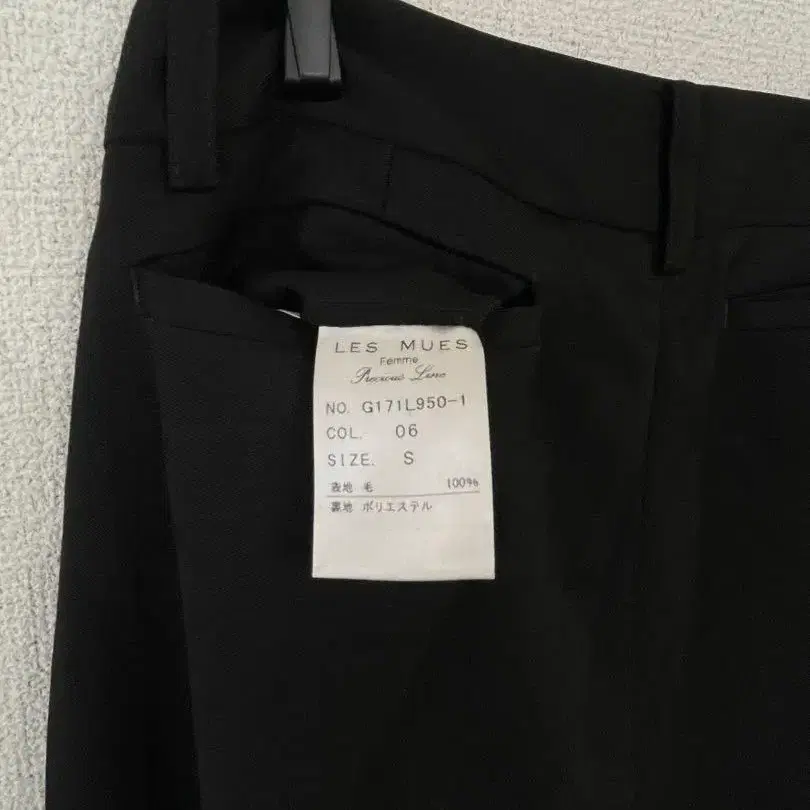 LES MUES
Femme
Precious Line
NO. G171L950-1
COL. 06
SIZE. S
表地 毛 100%
裏地 ポリエステル